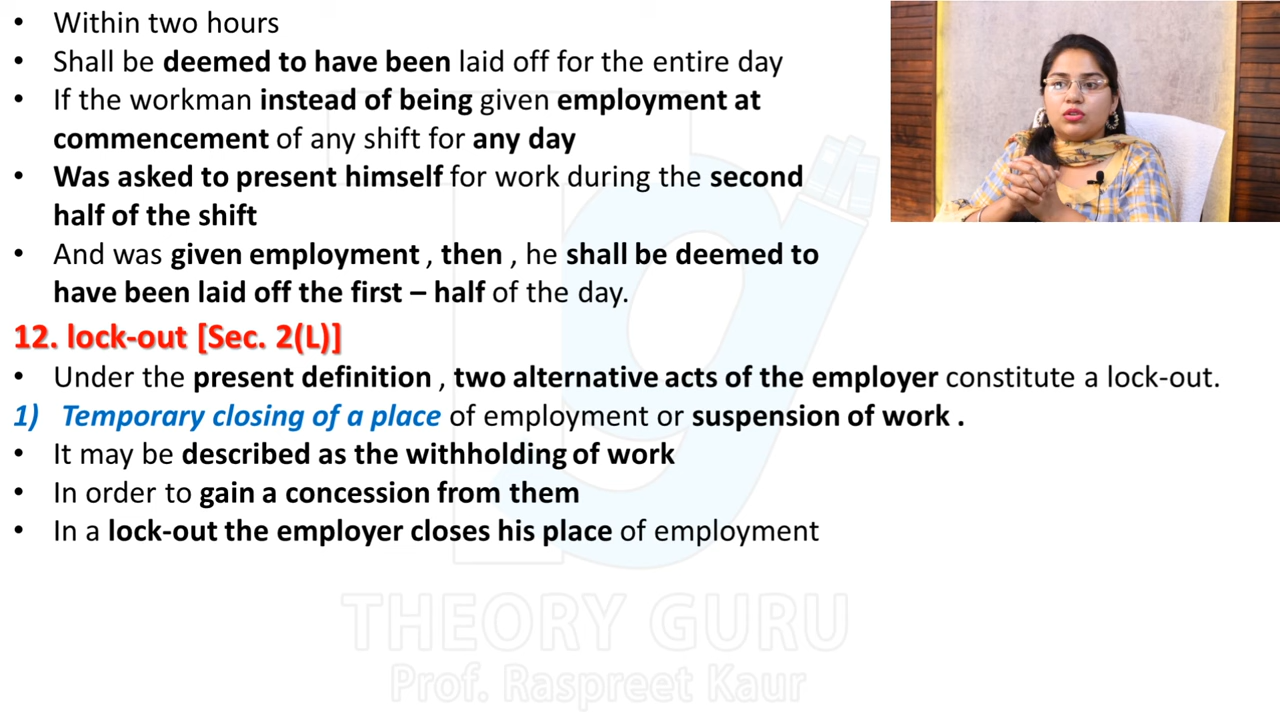 • Within two hours
• Shall be deemed to have been laid off for the entire day
• If the workman instead of being given employment at
commencement of any shift for any day
• Was asked to present himself for work during the second
half of the shift
• And was given employment , then , he shall be deemed to
have been laid off the first – half of the day.
12. lock-out [Sec. 2(L)]
• Under the present definition , two alternative acts of the employer constitute a lock-out.
1) Temporary closing of a place of employment or suspension of work .
• It may be described as the withholding of work
• In order to gain a concession from them
• In a lock-out the employer closes his place of employment
THEORY GURU
Prof. Raspreet Kaur